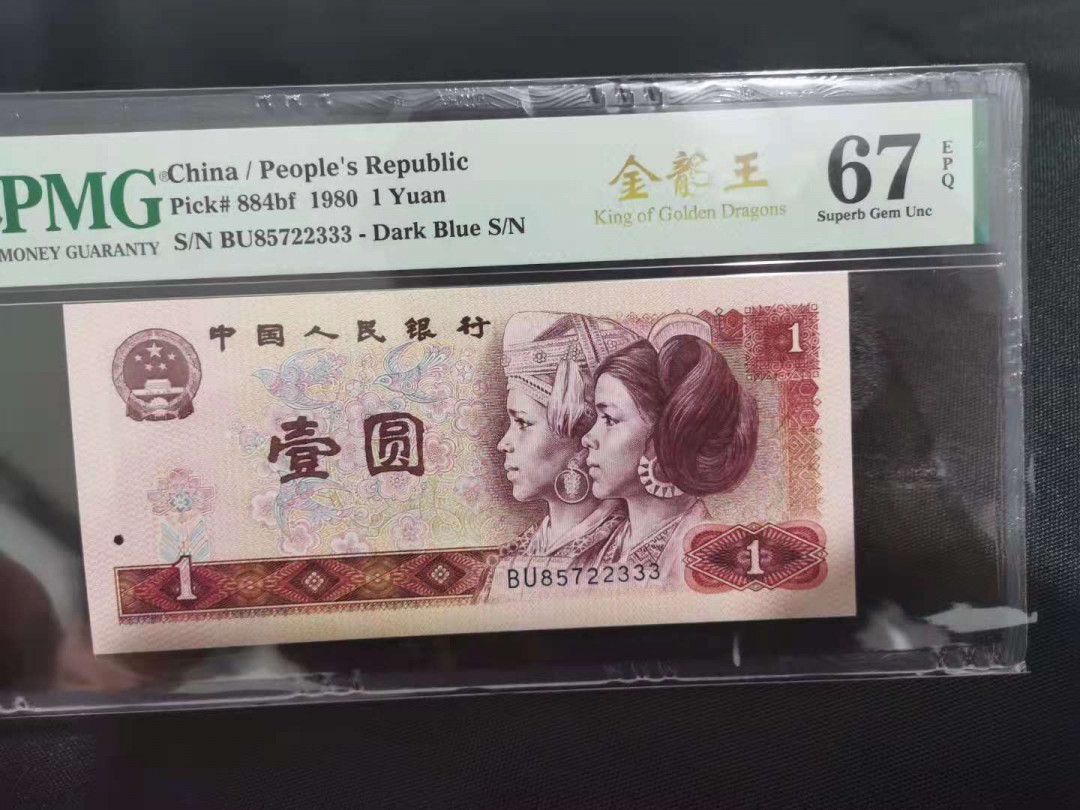 PMG
MONEY GUARANTY
China / People's Republic
Pick# 884bf 1980 1 Yuan
S/N BU85722333 - Dark Blue S/N
金龍王
King of Golden Dragons
67
EPQ
Superb Gem Unc
中国人民银行
1
壹圆
1
BU85722333
1